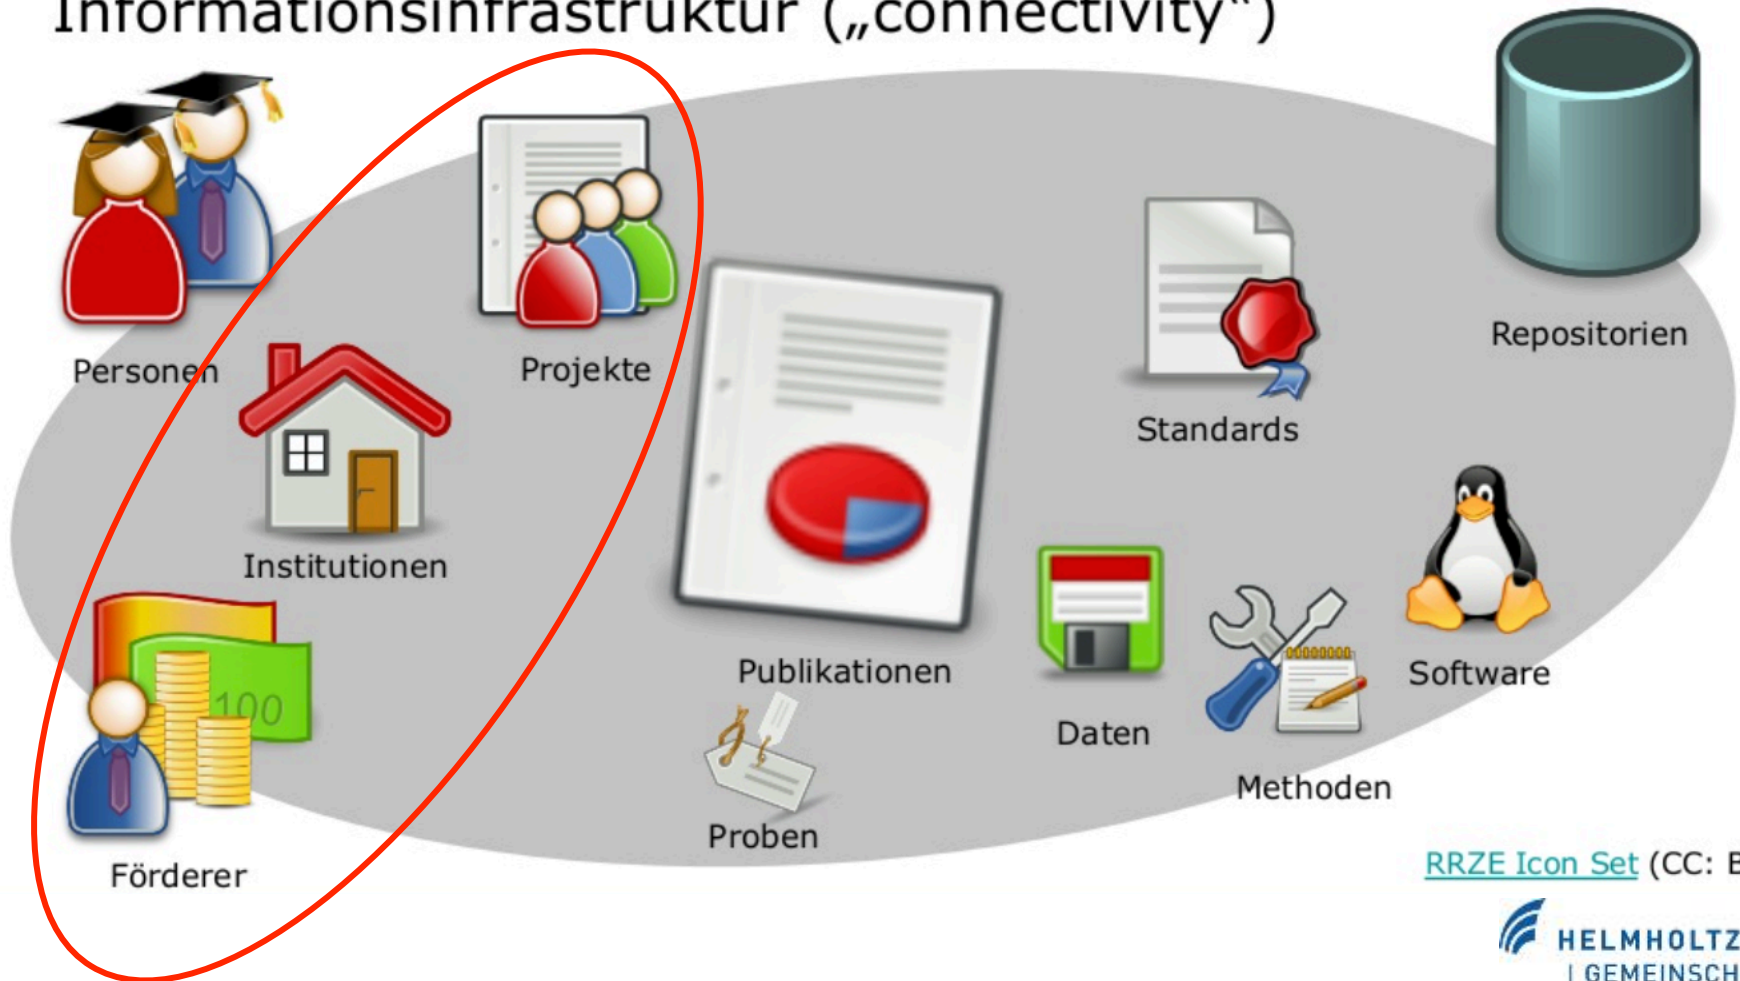 Informationsinfrastruktur („connectivity“)
Personen
Projekte
Repositorien
Standards
Institutionen
100
Publikationen
Software
Daten
Methoden
Proben
Förderer
RRZE Icon Set (CC: B
HELMHOLTZ
| GEMEINSCH